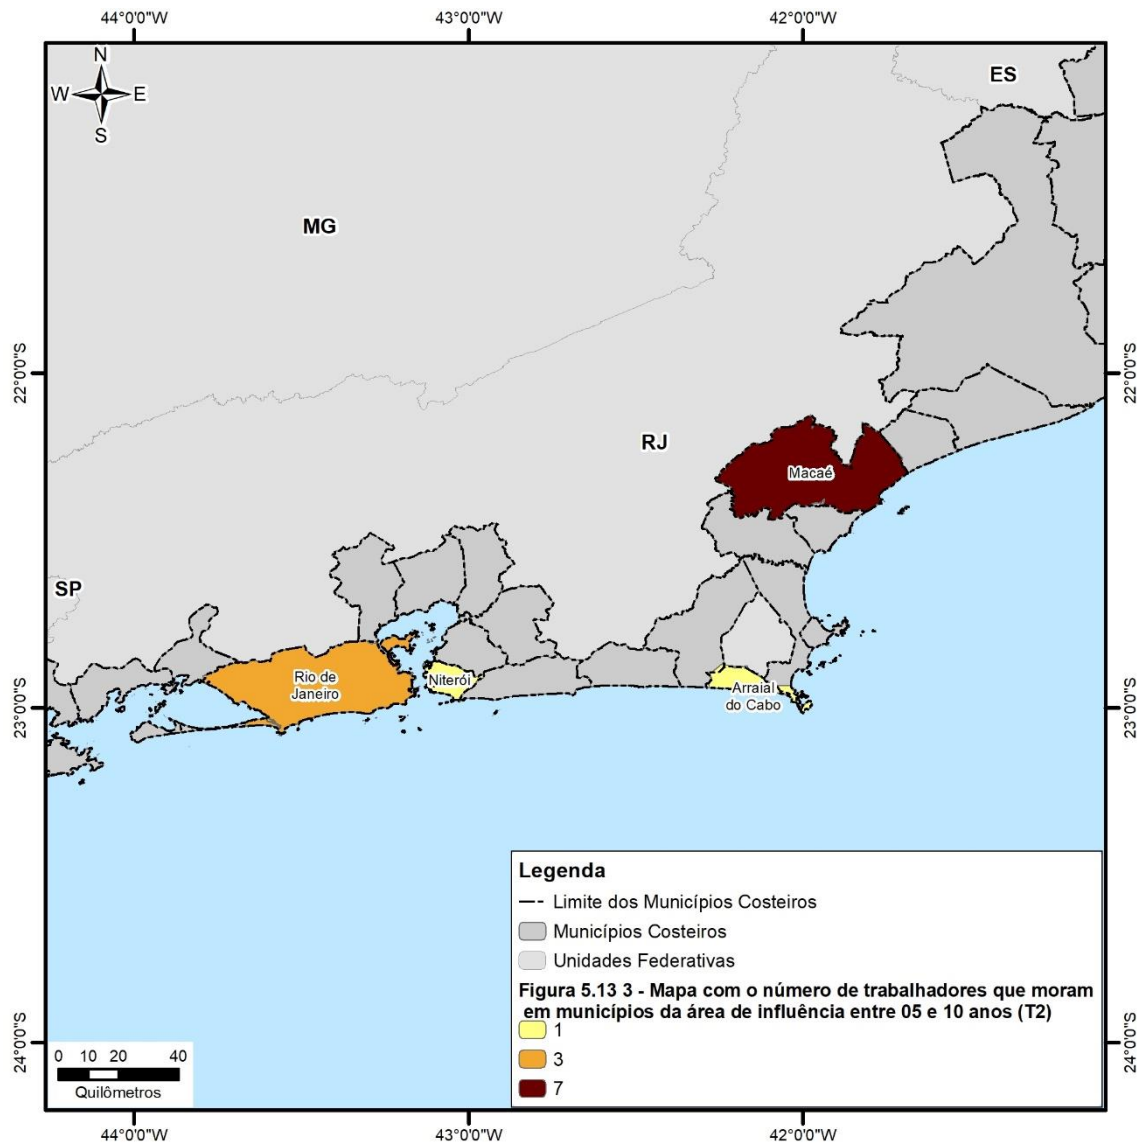 44°0'0"W 43°0'0"W 42°0'0"W
N
W E
S
ES
MG
22°0'0"S 22°0'0"S
RJ
Macaé
SP
Rio de
Janeiro
Niterói
Arraial
do Cabo
23°0'0"S 23°0'0"S
Legenda
Limite dos Municípios Costeiros
Municípios Costeiros
Unidades Federativas
Figura 5.13 3 - Mapa com o número de trabalhadores que moram
em municípios da área de influência entre 05 e 10 anos (T2)
1
3
7
24°0'0"S 24°0'0"S
0 10 20 40
Quilômetros
44°0'0"W 43°0'0"W 42°0'0"W